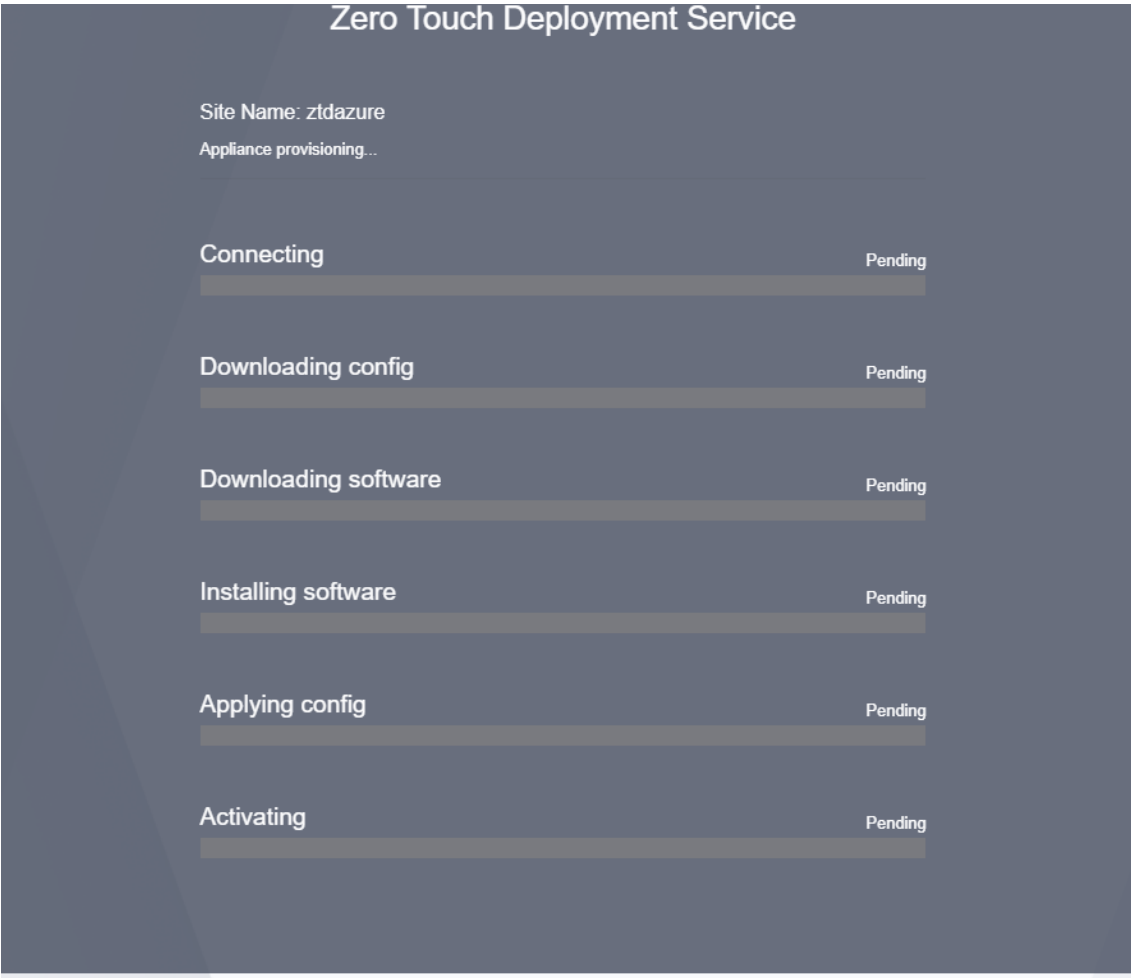 Zero Touch Deployment Service
Site Name: ztdazure
Appliance provisioning...
Connecting
Pending
Downloading config
Pending
Downloading software
Pending
Installing software
Pending
Applying config
Pending
Activating
Pending